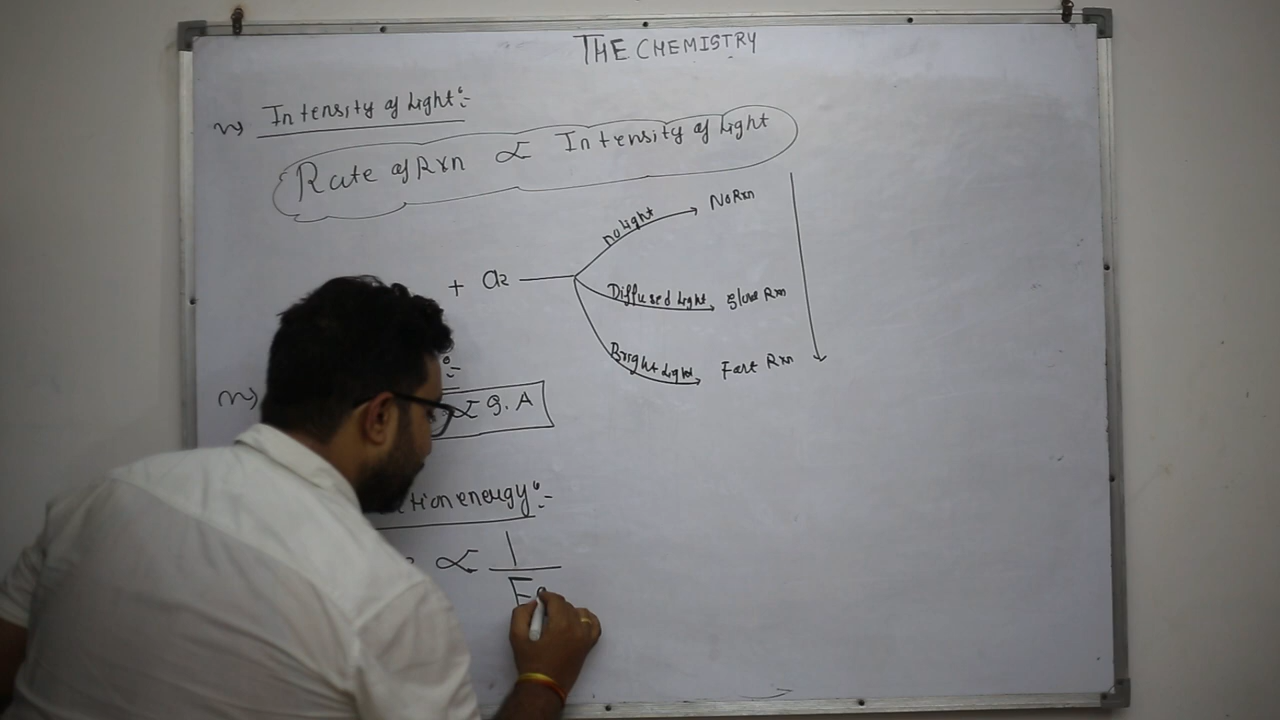 THE CHEMISTRY
⇝ Intensity of Light:-
Rate of Rxn ∝ Intensity of Light
no Light → No Rxn
+ Cl2
Diffused Light → Slow Rxn
Bright Light → Fast Rxn
:-
∝ S.A
tion energy:-
∝ 1
Ea